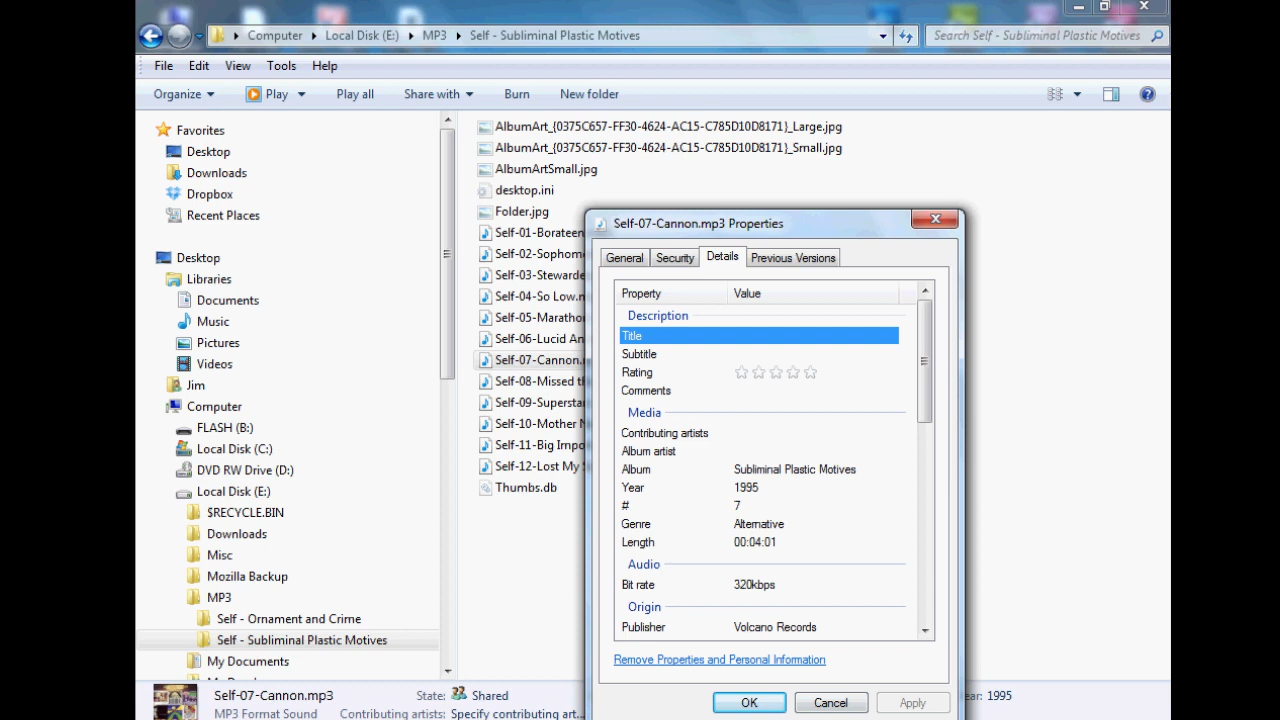 Computer Local Disk (E:) MP3 Self - Subliminal Plastic Motives Search Self - Subliminal Plastic Motives
File Edit View Tools Help
Organize Play Play all Share with Burn New folder
Favorites
Desktop
Downloads
Dropbox
Recent Places
Desktop
Libraries
Documents
Music
Pictures
Videos
Jim
Computer
FLASH (B:)
Local Disk (C:)
DVD RW Drive (D:)
Local Disk (E:)
$RECYCLE.BIN
Downloads
Misc
Mozilla Backup
MP3
Self - Ornament and Crime
Self - Subliminal Plastic Motives
My Documents
AlbumArt_{0375C657-FF30-4624-AC15-C785D10D8171}_Large.jpg
AlbumArt_{0375C657-FF30-4624-AC15-C785D10D8171}_Small.jpg
AlbumArtSmall.jpg
desktop.ini
Folder.jpg
Self-01-Borateen
Self-02-Sophom
Self-03-Steward
Self-04-So Low.
Self-05-Maratho
Self-06-Lucid An
Self-07-Cannon.
Self-08-Missed t
Self-09-Supersta
Self-10-Mother
Self-11-Big Impo
Self-12-Lost My
Thumbs.db
Self-07-Cannon.mp3 Properties
General Security Details Previous Versions
Property Value
Description
Title
Subtitle
Rating
Comments
Media
Contributing artists
Album artist
Album Subliminal Plastic Motives
Year 1995
# 7
Genre Alternative
Length 00:04:01
Audio
Bit rate 320kbps
Origin
Publisher Volcano Records
Remove Properties and Personal Information
OK Cancel Apply
Self-07-Cannon.mp3 State: Shared ear: 1995
MP3 Format Sound Contributing artists: Specify contributing art...